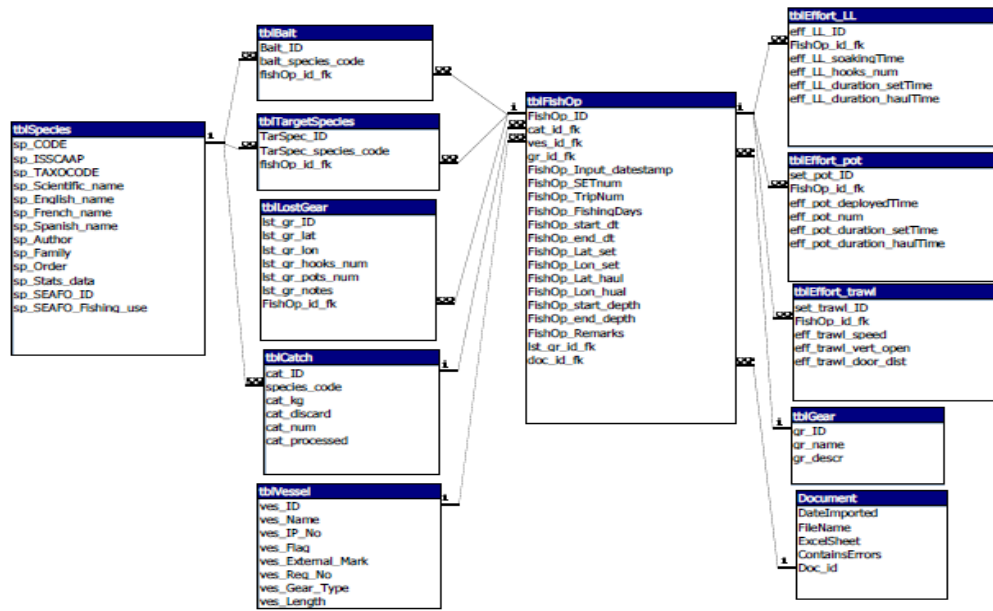 tblSpecies
sp_CODE
sp_ISSCAAP
sp_TAXOCODE
sp_Scientific_name
sp_English_name
sp_French_name
sp_Spanish_name
sp_Author
sp_Family
sp_Order
sp_Stats_data
sp_SEAFO_ID
sp_SEAFO_Fishing_use
tblBait
Bait_ID
bait_species_code
fishOp_id_fk
tblTargetSpecies
TarSpec_ID
TarSpec_species_code
fishOp_id_fk
tblLostGear
lst_gr_ID
lst_gr_lat
lst_gr_lon
lst_gr_hooks_num
lst_gr_pots_num
lst_gr_notes
FishOp_id_fk
tblCatch
cat_ID
species_code
cat_kg
cat_discard
cat_num
cat_processed
tblVessel
ves_ID
ves_Name
ves_IP_No
ves_Flag
ves_External_Mark
ves_Reg_No
ves_Gear_Type
ves_Length
tblFishOp
FishOp_ID
cat_id_fk
ves_id_fk
gr_id_fk
FishOp_Input_datestamp
FishOp_SETnum
FishOp_TripNum
FishOp_FishingDays
FishOp_start_dt
FishOp_end_dt
FishOp_Lat_set
FishOp_Lon_set
FishOp_Lat_haul
FishOp_Lon_hual
FishOp_start_depth
FishOp_end_depth
FishOp_Remarks
lst_gr_id_fk
doc_id_fk
tblEffort_LL
eff_LL_ID
FishOp_id_fk
eff_LL_soakingTime
eff_LL_hooks_num
eff_LL_duration_setTime
eff_LL_duration_haulTime
tblEffort_pot
set_pot_ID
FishOp_id_fk
eff_pot_deployedTime
eff_pot_num
eff_pot_duration_setTime
eff_pot_duration_haulTime
tblEffort_trawl
set_trawl_ID
FishOp_id_fk
eff_trawl_speed
eff_trawl_vert_open
eff_trawl_door_dist
tblGear
gr_ID
gr_name
gr_descr
Document
DateImported
FileName
ExcelSheet
ContainsErrors
Doc_id